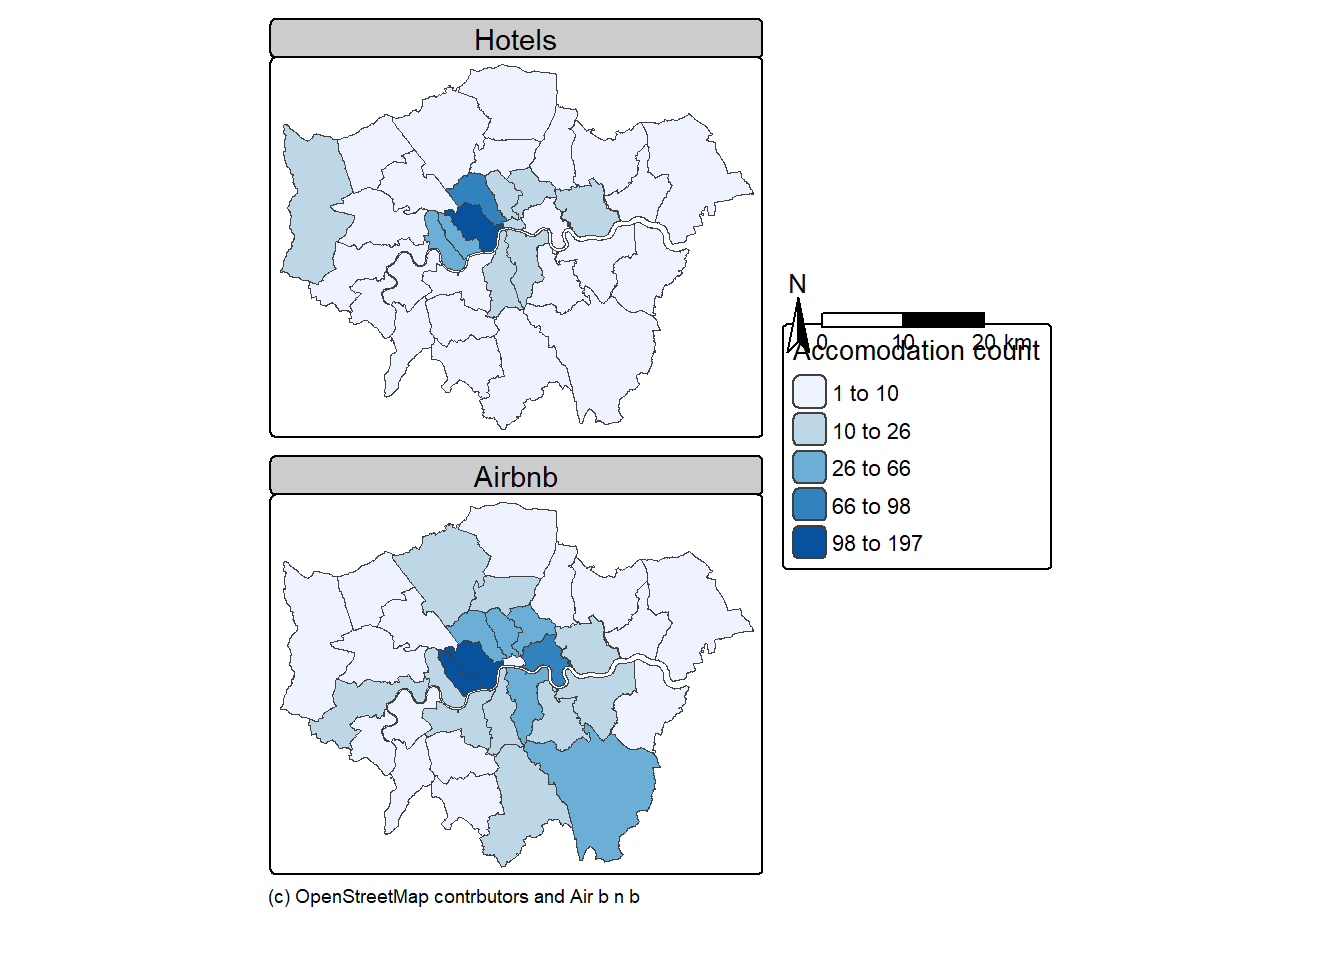 Hotels
N
0 10 20 km
Accomodation count
1 to 10
10 to 26
26 to 66
66 to 98
98 to 197
Airbnb
(c) OpenStreetMap contrbutors and Air b n b